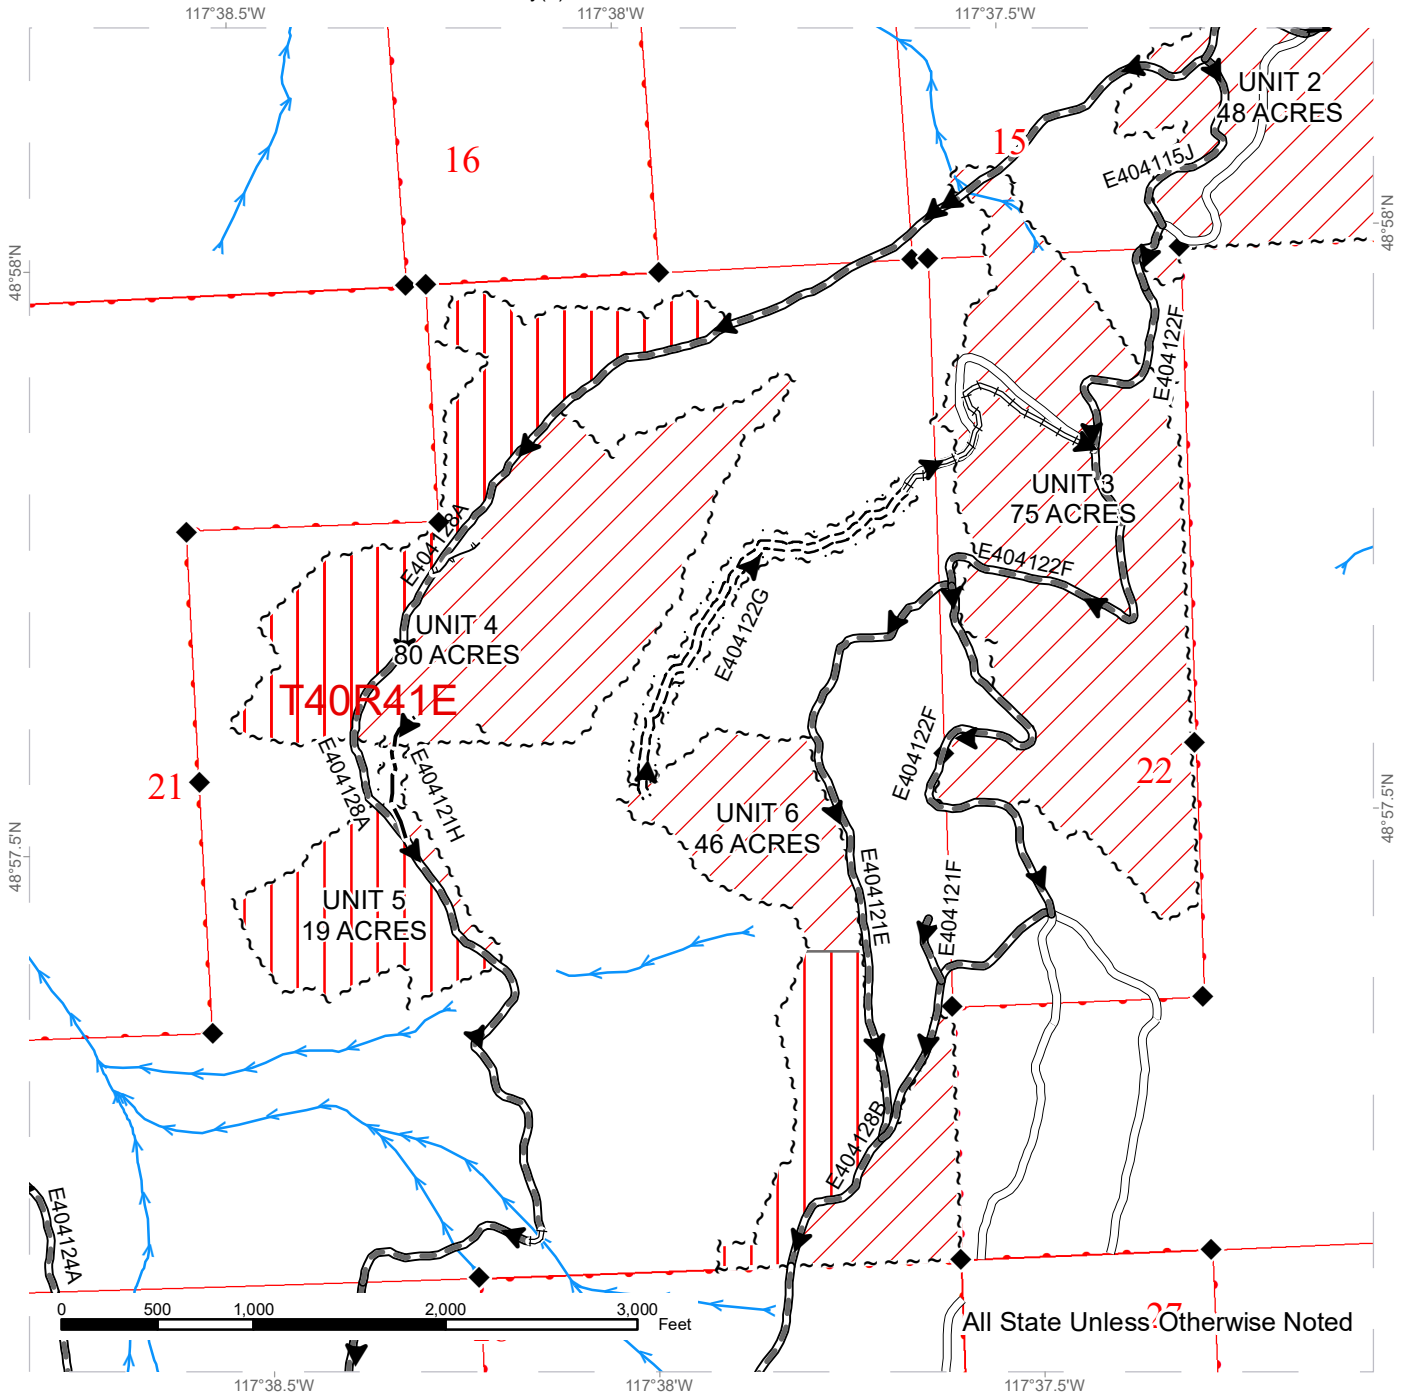 117°38.5'W
117°38'W
117°37.5'W
UNIT 2
48 ACRES
15
16
E404115J
48°58'N
48°58'N
E404122F
UNIT 3
75 ACRES
E404128A
E404122F
E404122G
UNIT 4
80 ACRES
T40R41E
E404122F
21
22
E404128A
E404121H
48°57.5'N
48°57.5'N
UNIT 6
46 ACRES
E404121E
E404121F
UNIT 5
19 ACRES
E404128B
E404124A
0 500 1,000 2,000 3,000
Feet
27
All State Unless Otherwise Noted
117°38.5'W
117°38'W
117°37.5'W